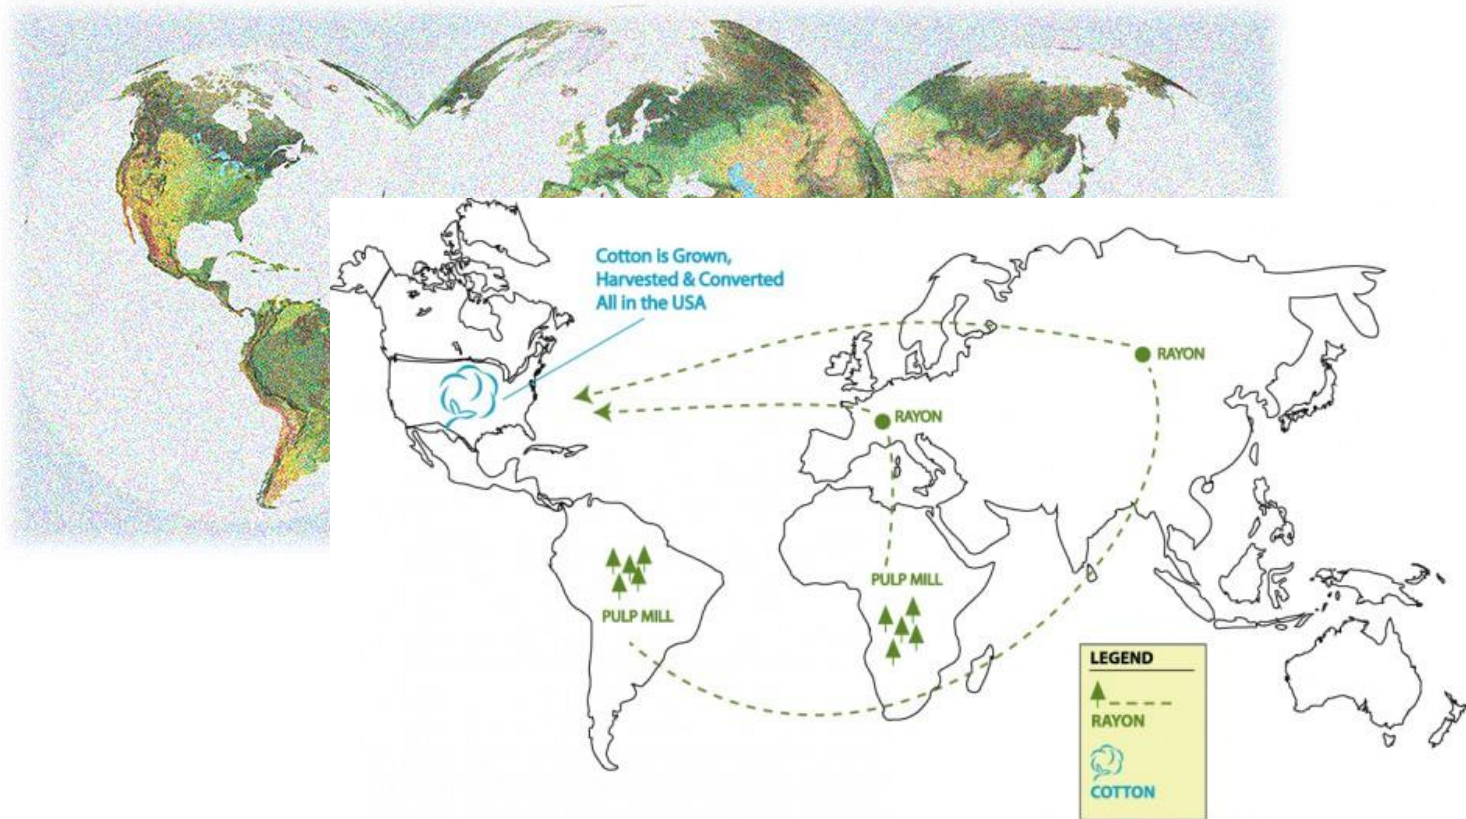 Cotton is Grown,
Harvested & Converted
All in the USA
RAYON
RAYON
PULP MILL
PULP MILL
LEGEND
RAYON
COTTON